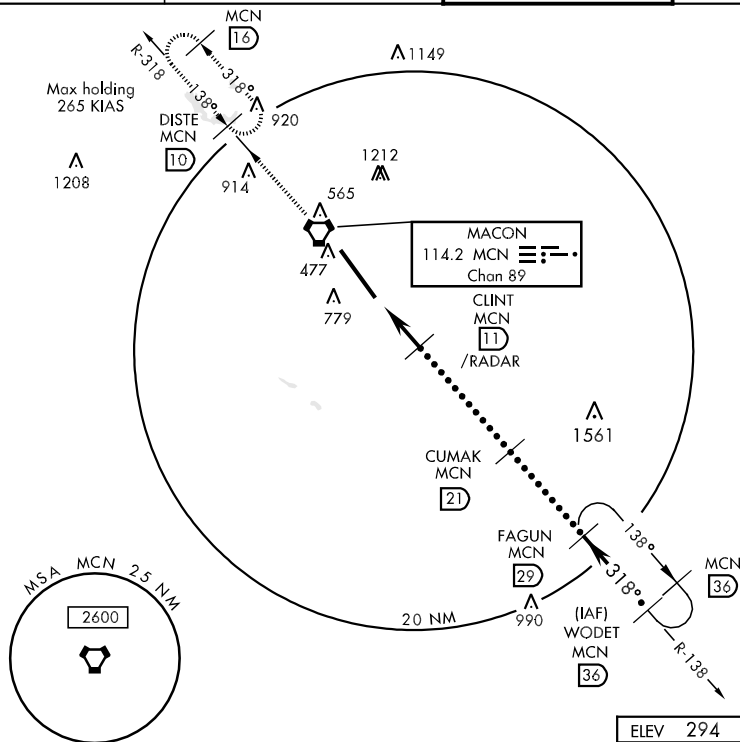 MCN
16
R-318
318°
138°
1149
Max holding
265 KIAS
DISTE
MCN
10
920
1208
914
1212
565
MACON
114.2 MCN
Chan 89
477
779
CLINT
MCN
11
/RADAR
1561
CUMAK
MCN
21
FAGUN
MCN
29
138°
318°
MCN
36
990
20 NM
(IAF)
WODET
MCN
36
R-138
MSA MCN 25 NM
2600
ELEV 294